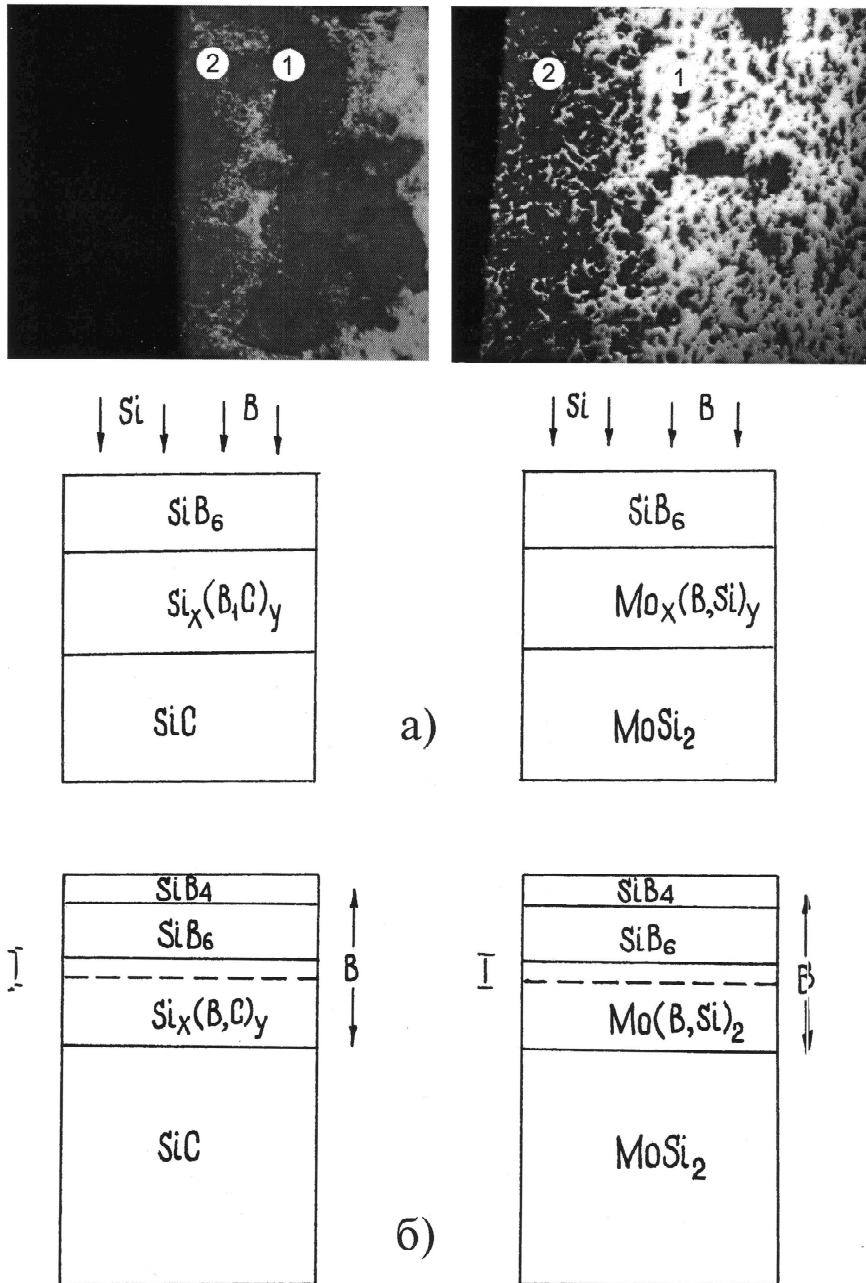 2 1 2 1
Si B Si B
SiB₆ SiB₆
Siₓ(B₁C)y Moₓ(B,Si)y
SiC MoSi₂
а)
SiB₄ SiB₄
SiB₆ SiB₆
I B I B
Siₓ(B,C)y Mo(B,Si)₂
SiC MoSi₂
б)